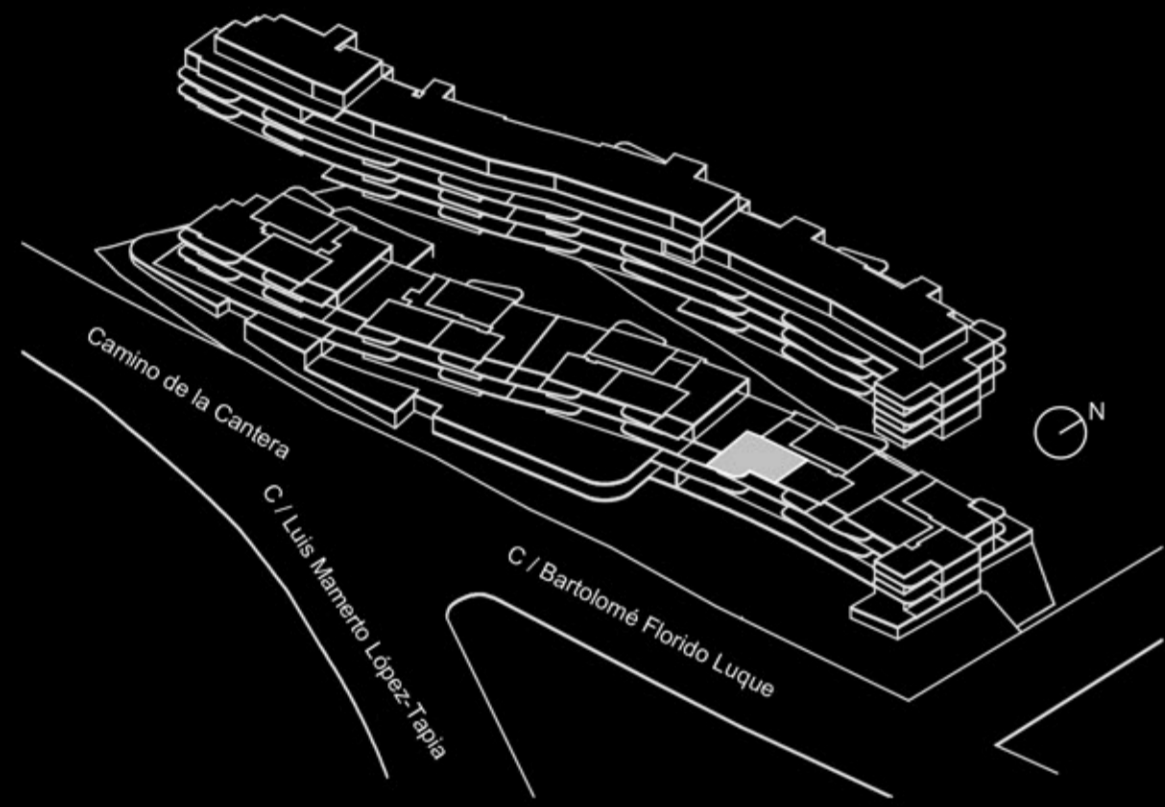 Camino de la Cantera
C / Luis Mamerto López-Tapia
C / Bartolomé Florido Luque
N